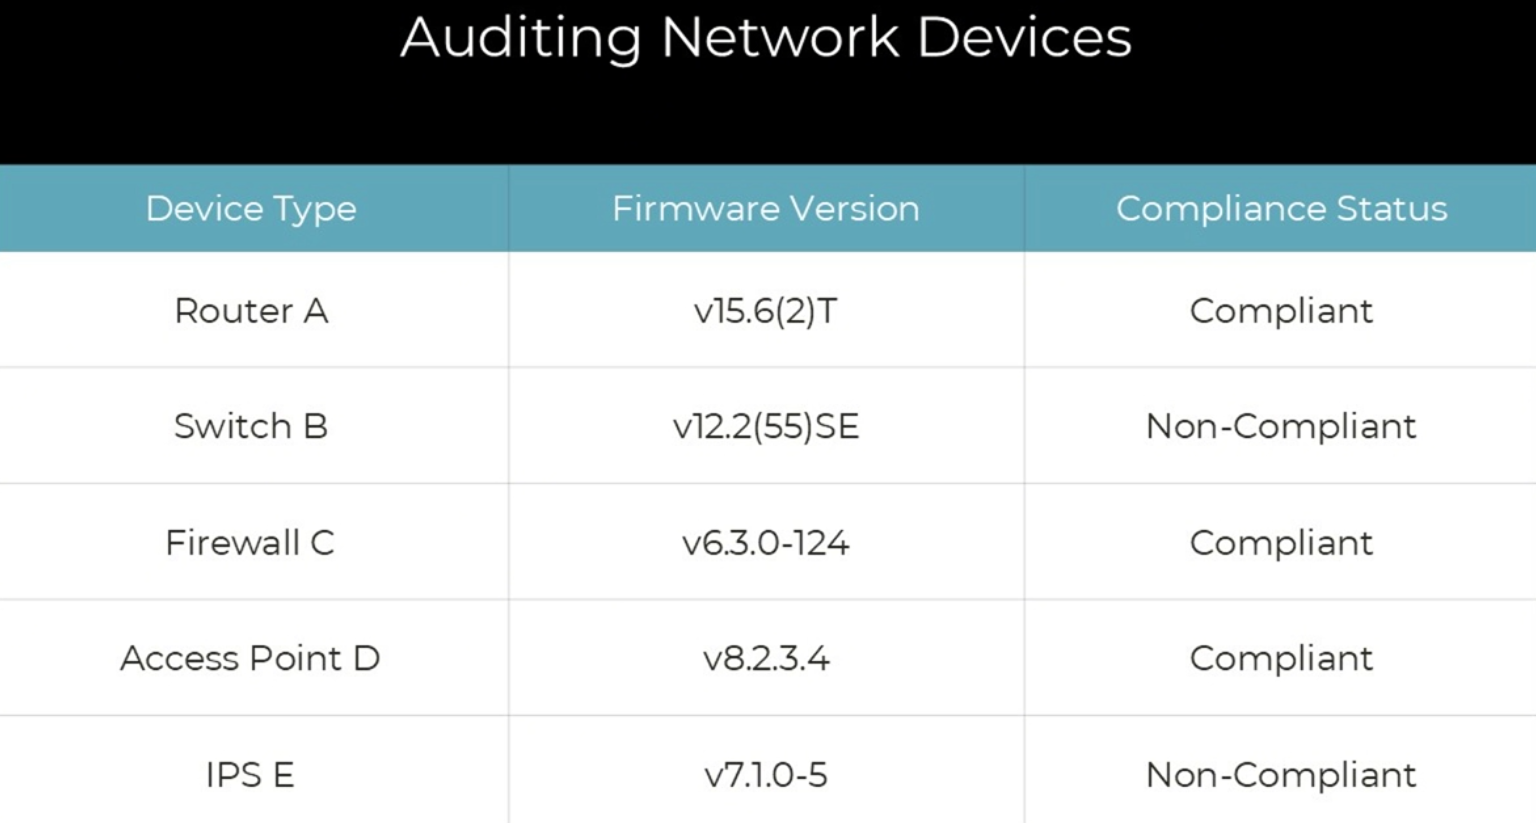 Auditing Network Devices
Device Type Firmware Version Compliance Status
Router A v15.6(2)T Compliant
Switch B v12.2(55)SE Non-Compliant
Firewall C v6.3.0-124 Compliant
Access Point D v8.2.3.4 Compliant
IPS E v7.1.0-5 Non-Compliant